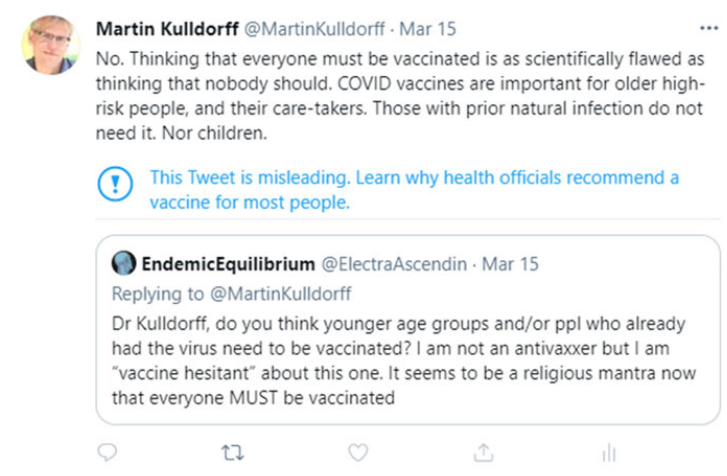 Martin Kulldorff @MartinKulldorff · Mar 15
No. Thinking that everyone must be vaccinated is as scientifically flawed as
thinking that nobody should. COVID vaccines are important for older high-
risk people, and their care-takers. Those with prior natural infection do not
need it. Nor children.
This Tweet is misleading. Learn why health officials recommend a
vaccine for most people.
EndemicEquilibrium @ElectraAscendin · Mar 15
Replying to @MartinKulldorff
Dr Kulldorff, do you think younger age groups and/or ppl who already
had the virus need to be vaccinated? I am not an antivaxxer but I am
“vaccine hesitant” about this one. It seems to be a religious mantra now
that everyone MUST be vaccinated